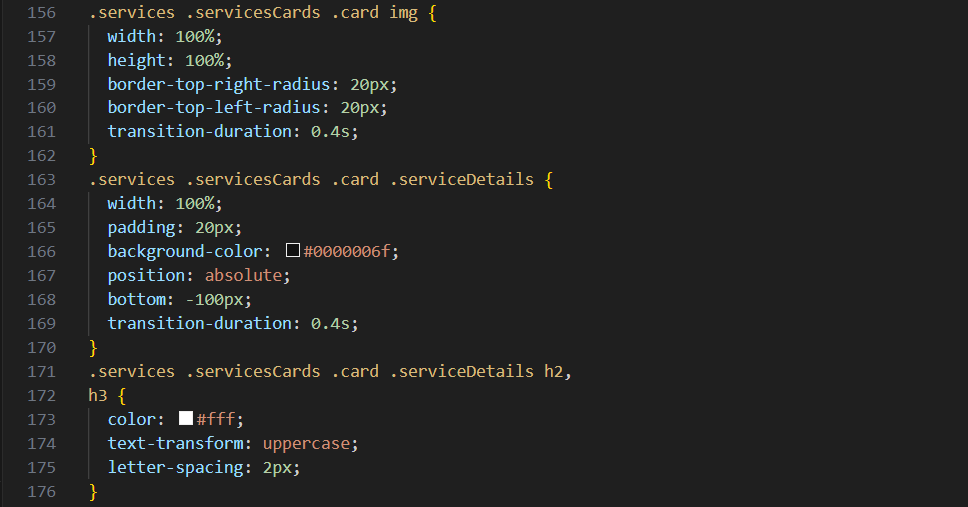 156 .services .servicesCards .card img {
157 width: 100%;
158 height: 100%;
159 border-top-right-radius: 20px;
160 border-top-left-radius: 20px;
161 transition-duration: 0.4s;
162 }
163 .services .servicesCards .card .serviceDetails {
164 width: 100%;
165 padding: 20px;
166 background-color: #0000006f;
167 position: absolute;
168 bottom: -100px;
169 transition-duration: 0.4s;
170 }
171 .services .servicesCards .card .serviceDetails h2,
172 h3 {
173 color: #fff;
174 text-transform: uppercase;
175 letter-spacing: 2px;
176 }